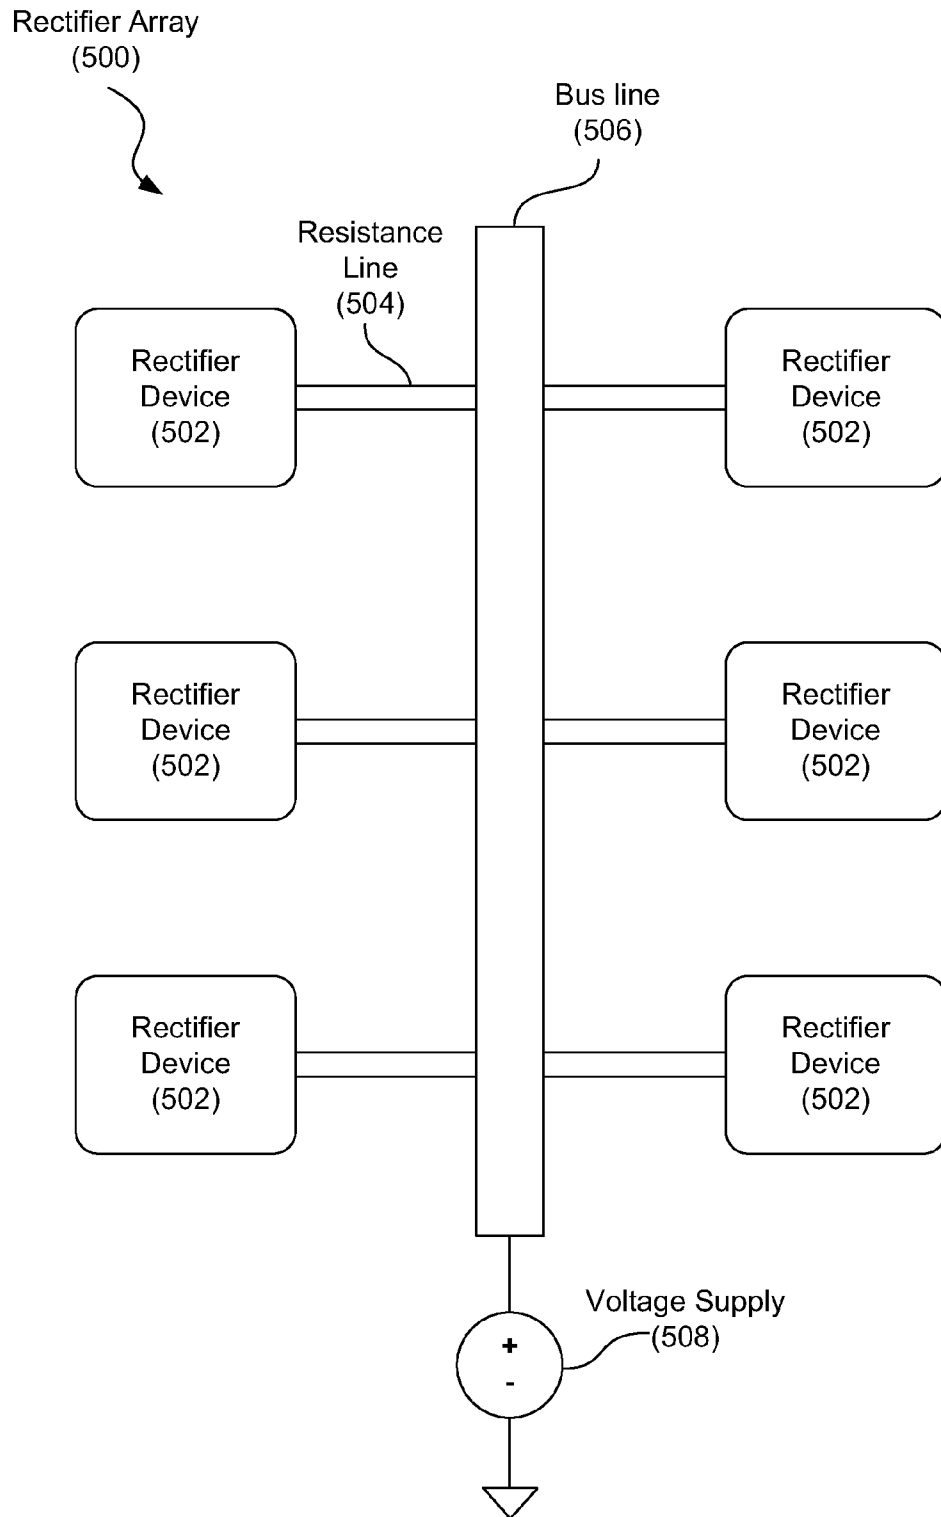 Rectifier Array
(500)
Bus line
(506)
Resistance
Line
(504)
Rectifier
Device
(502)
Rectifier
Device
(502)
Rectifier
Device
(502)
Rectifier
Device
(502)
Rectifier
Device
(502)
Rectifier
Device
(502)
Voltage Supply
(508)
+
-